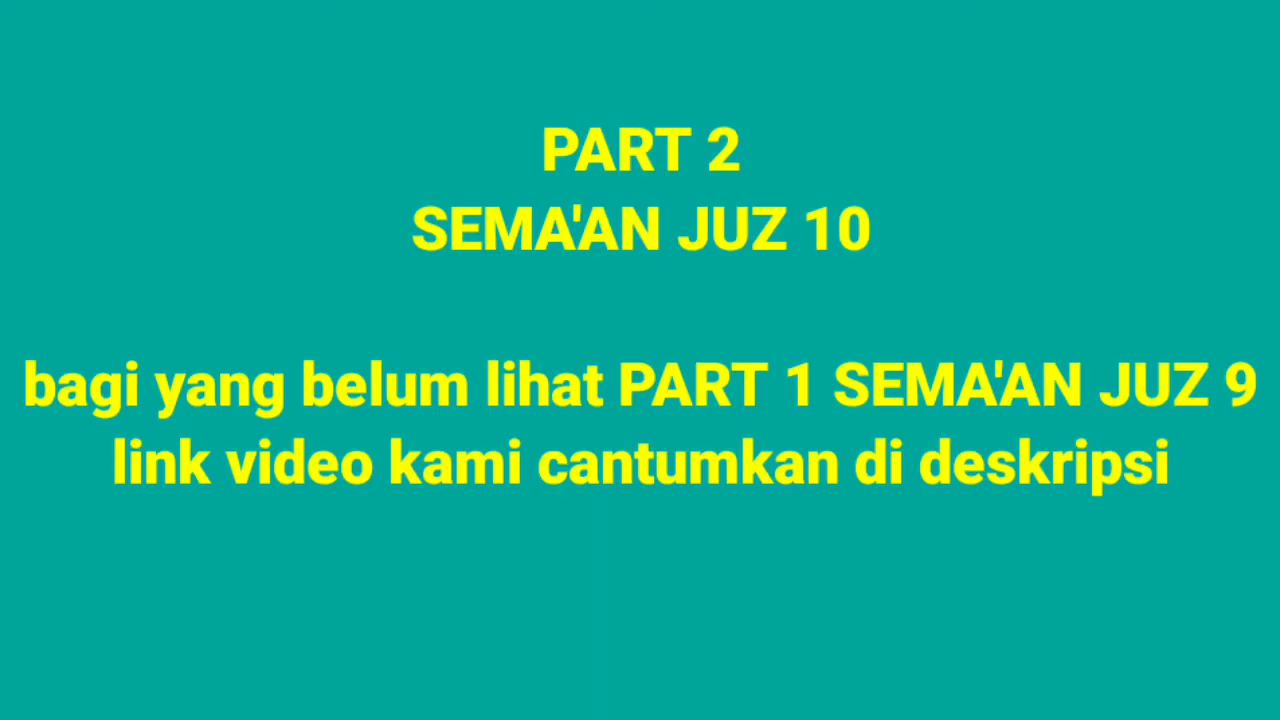 PART 2
SEMA'AN JUZ 10
bagi yang belum lihat PART 1 SEMA'AN JUZ 9
link video kami cantumkan di deskripsi